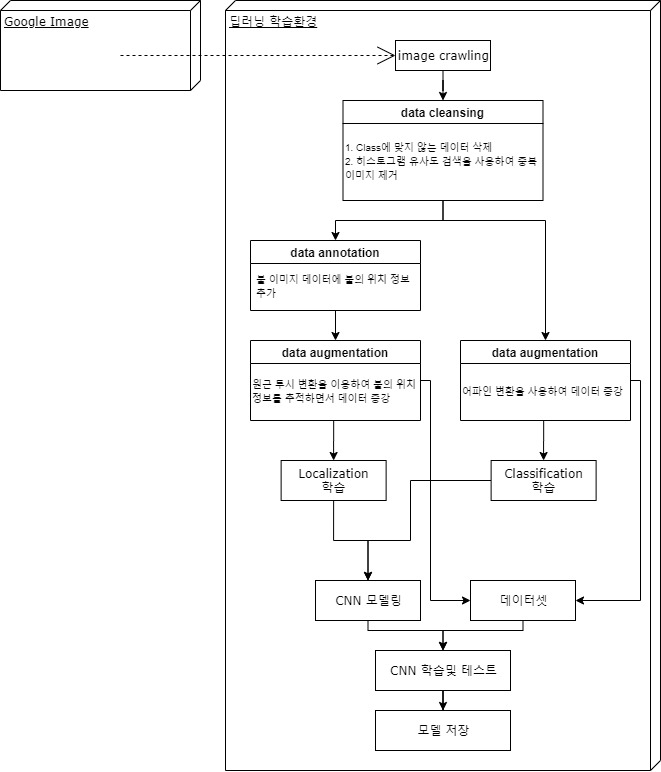 Google Image
딥러닝 학습환경
image crawling
data cleansing
1. Class에 맞지 않는 데이터 삭제
2. 히스토그램 유사도 검색을 사용하여 중복
이미지 제거
data annotation
불 이미지 데이터에 불의 위치 정보
추가
data augmentation
원근 투시 변환을 이용하여 불의 위치
정보를 추적하면서 데이터 증강
data augmentation
어파인 변환을 사용하여 데이터 증강
Localization
학습
Classification
학습
CNN 모델링
데이터셋
CNN 학습및 테스트
모델 저장